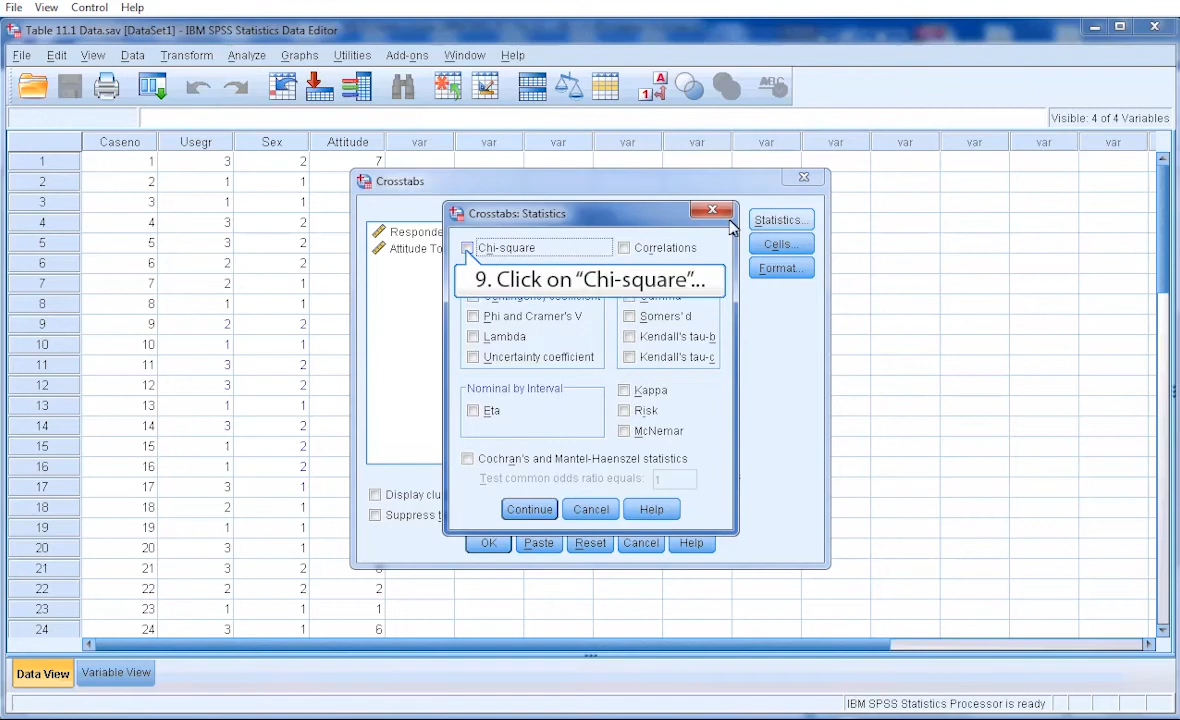 File View Control Help
Table 11.1 Data.sav [DataSet1] - IBM SPSS Statistics Data Editor
File Edit View Data Transform Analyze Graphs Utilities Add-ons Window Help
Visible: 4 of 4 Variables
Caseno Usegr Sex Attitude var var var var var var var var var var var
1 1 3 2 7
2 2 1 1
3 3 1 1
4 4 3 2
5 5 3 2
6 6 2 2
7 7 2 1
8 8 1 1
9 9 2 2
10 10 1 1
11 11 3 2
12 12 3 2
13 13 1 1
14 14 3 2
15 15 1 2
16 16 1 2
17 17 3 1
18 18 2 1
19 19 1 1
20 20 3 1
21 21 3 2
22 22 2 2 2
23 23 1 1 1
24 24 3 1 6
Crosstabs
Responde
Attitude To
Statistics...
Cells...
Format...
Display clu
Suppress t
OK Paste Reset Cancel Help
Crosstabs: Statistics
Chi-square Correlations
9. Click on “Chi-square”...
Contingency coefficient Gamma
Phi and Cramer's V Somers' d
Lambda Kendall's tau-b
Uncertainty coefficient Kendall's tau-c
Nominal by Interval
Eta
Kappa
Risk
McNemar
Cochran's and Mantel-Haenszel statistics
Test common odds ratio equals: 1
Continue Cancel Help
Data View Variable View
IBM SPSS Statistics Processor is ready